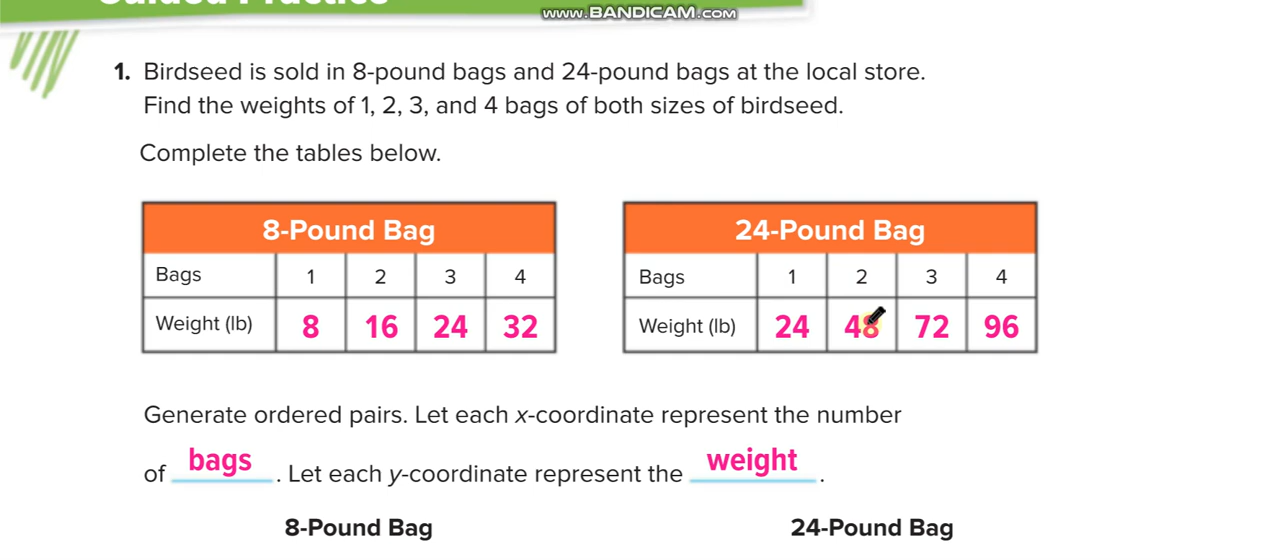 www.BANDICAM.com
1. Birdseed is sold in 8-pound bags and 24-pound bags at the local store.
Find the weights of 1, 2, 3, and 4 bags of both sizes of birdseed.
Complete the tables below.
8-Pound Bag
Bags 1 2 3 4
Weight (lb) 8 16 24 32
24-Pound Bag
Bags 1 2 3 4
Weight (lb) 24 48 72 96
Generate ordered pairs. Let each x-coordinate represent the number
of bags. Let each y-coordinate represent the weight.
8-Pound Bag 24-Pound Bag